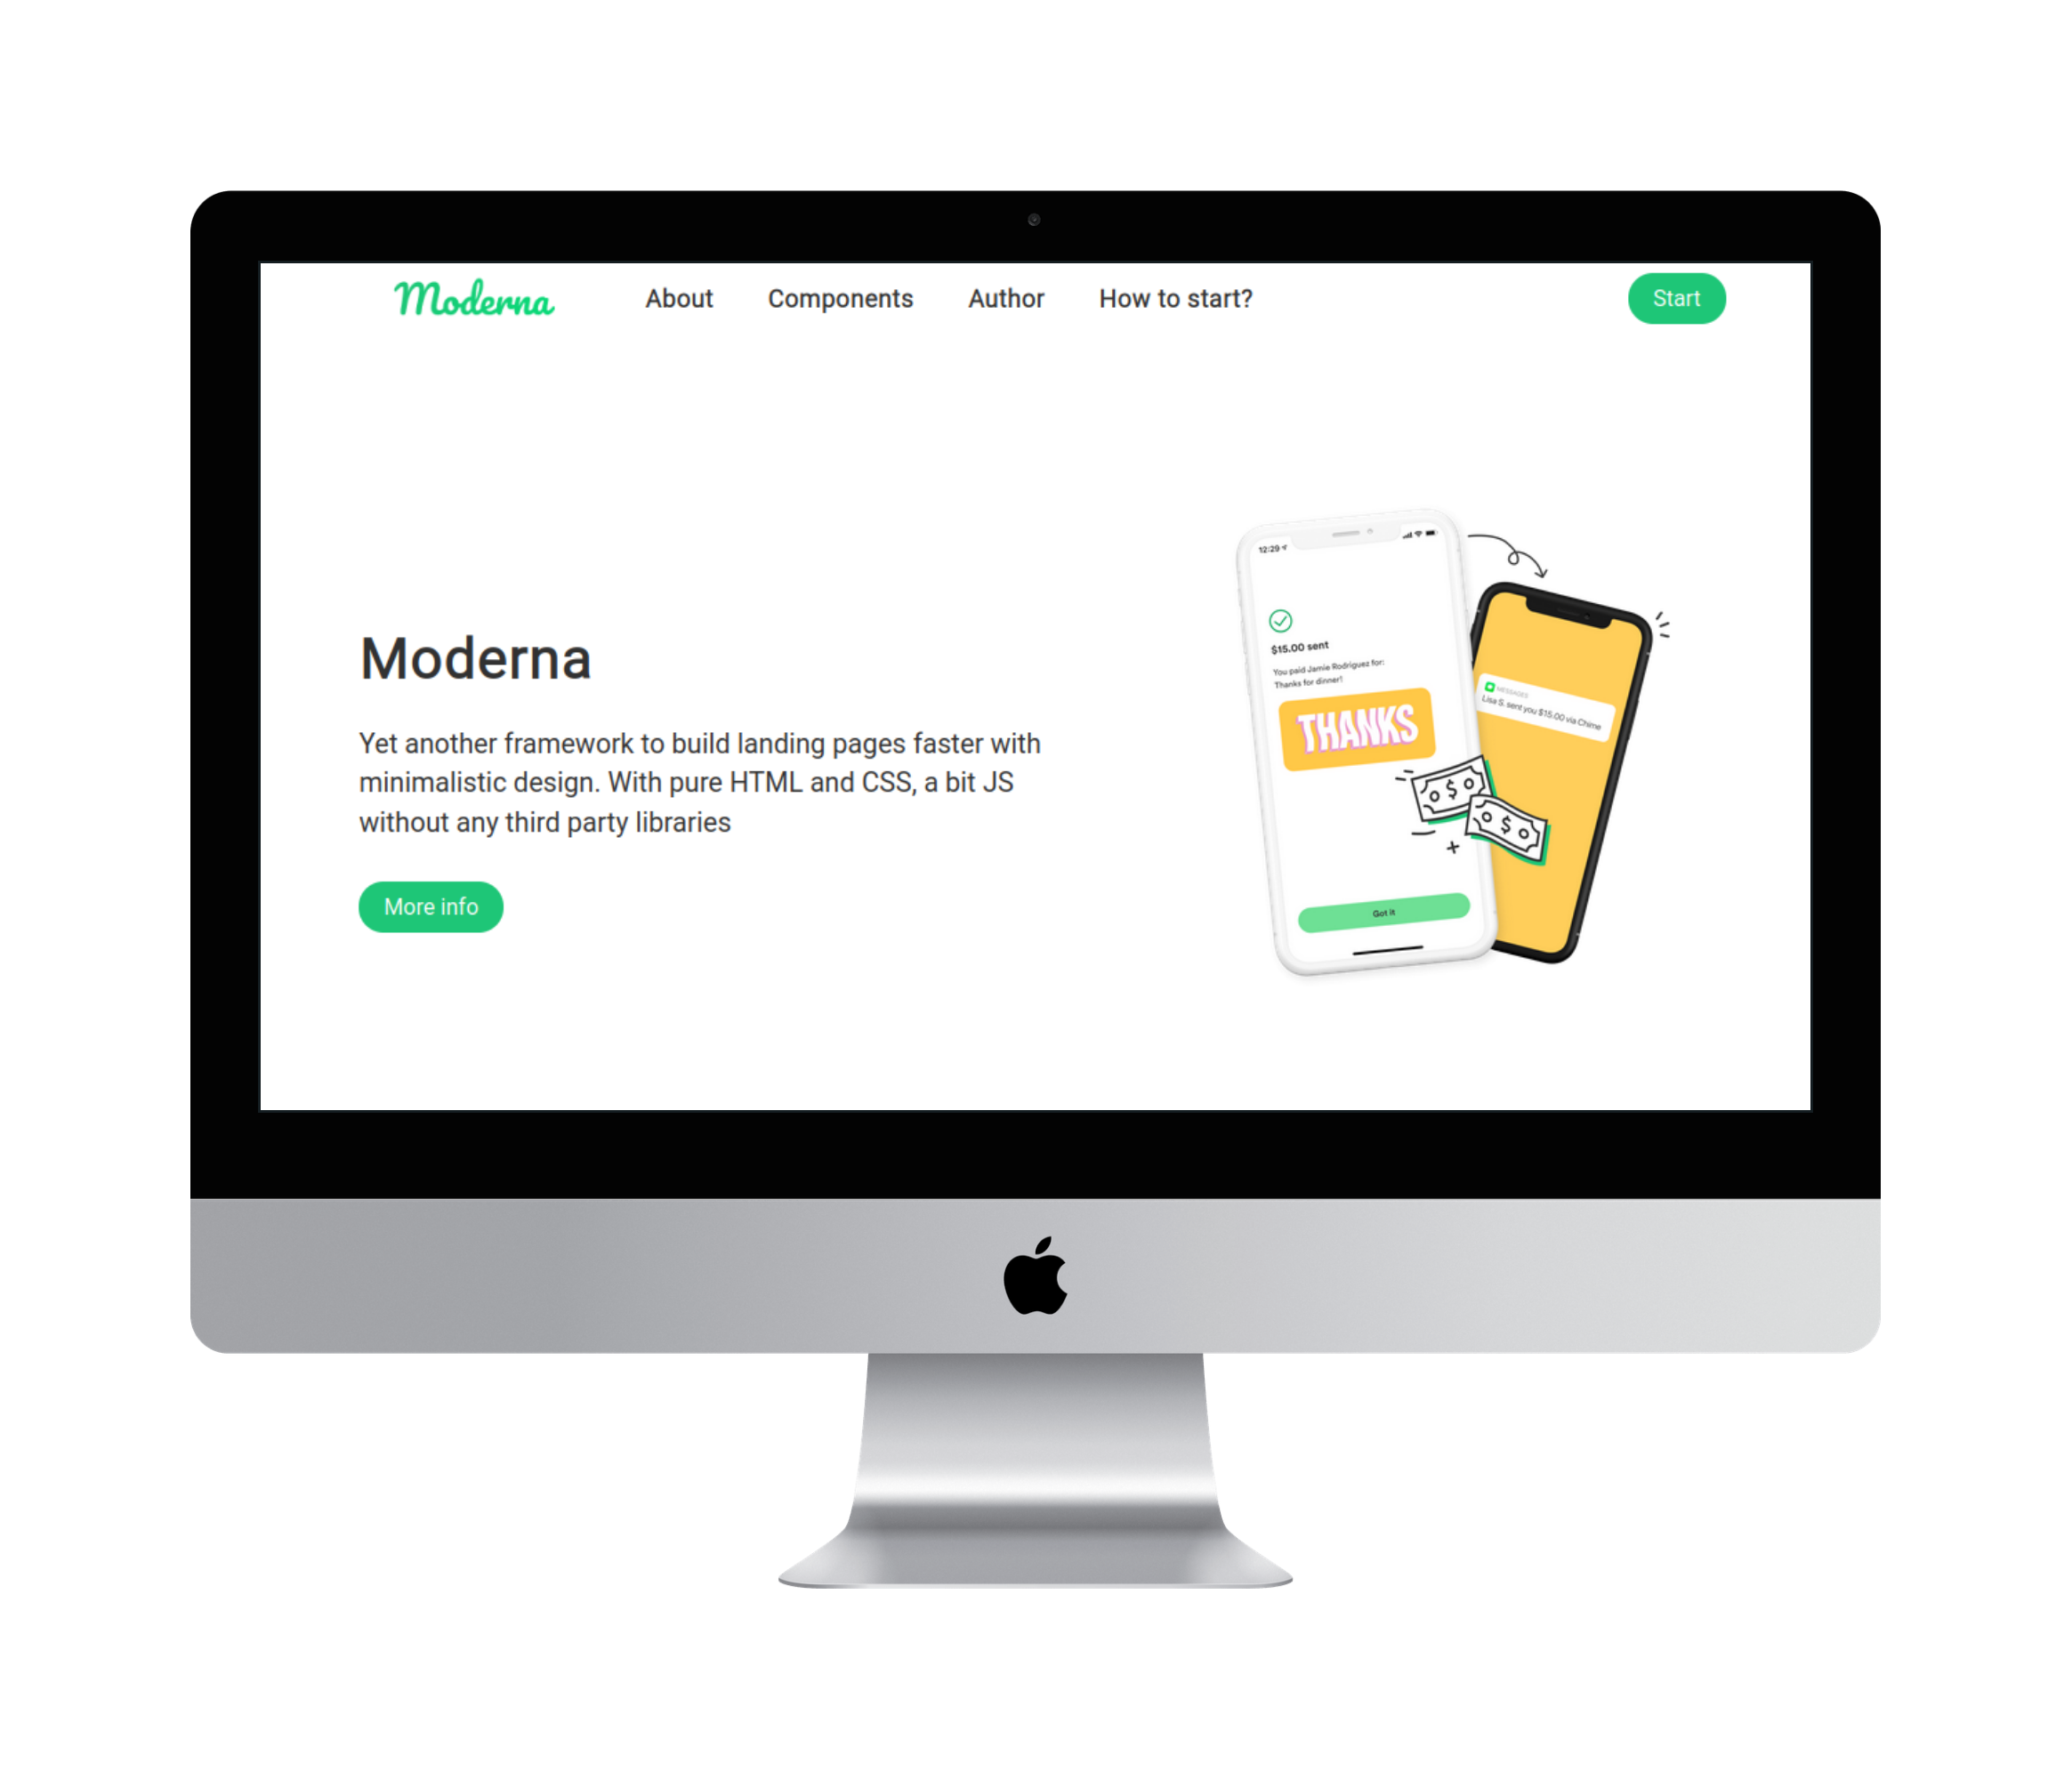 Moderna
About
Components
Author
How to start?
Start
Moderna
Yet another framework to build landing pages faster with
minimalistic design. With pure HTML and CSS, a bit JS
without any third party libraries
More info
12:29
$15.00 sent
You paid Jamie Rodriguez for:
Thanks for dinner!
THANKS
Got it
MESSAGES
Lisa S. sent you $15.00 via Chime